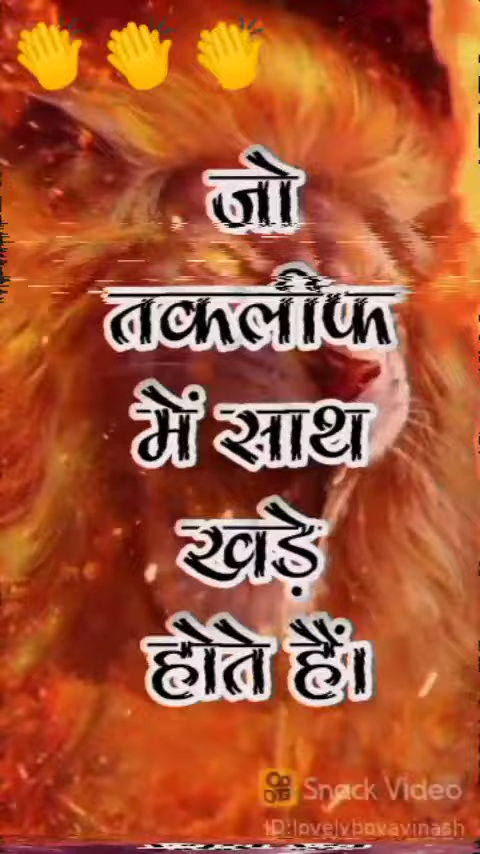 जो
तकलीफ
में साथ
खड़े
होते हैं।
Snack Video
ID:lovelyboyavinash